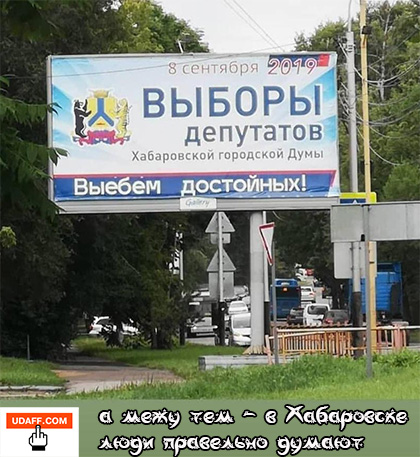 8 сентября 2019
ВЫБОРЫ
депутатов
Хабаровской городской Думы
Выебем достойных!
Gallery
UDAFF.COM
а межу тем - в Хабаровске
люди правельно думают